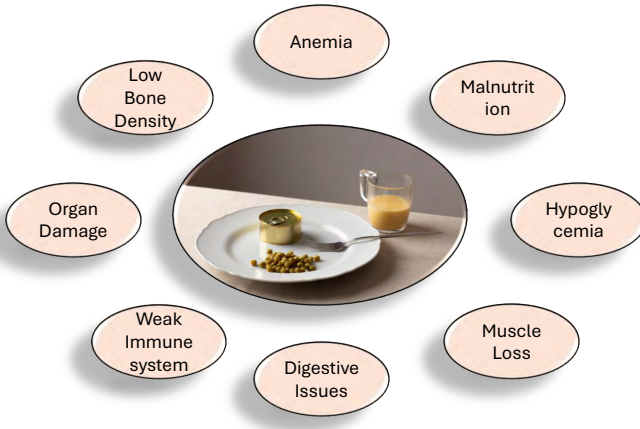 Anemia
Malnutrit
ion
Hypogly
cemia
Muscle
Loss
Digestive
Issues
Weak
Immune
system
Organ
Damage
Low
Bone
Density